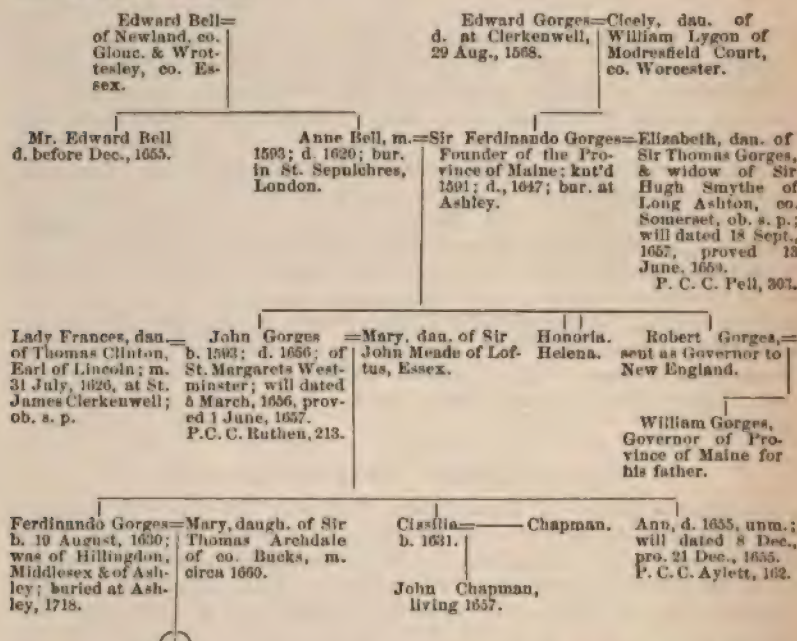 Edward Bell=
of Newland, co.
Glouc. & Wrot-
tesley, co. Es-
sex.
Edward Gorges=Cicely, dau. of
d. at Clerkenwell, William Lygon of
29 Aug., 1568. Modresfield Court,
co. Worcester.
Mr. Edward Bell
d. before Dec., 1655.
Anne Bell, m.=Sir Ferdinando Gorges=Elizabeth, dau. of
1593; d. 1620; bur. Founder of the Pro- Sir Thomas Gorges,
in St. Sepulchres, vince of Maine; knt'd & widow of Sir
London. 1591; d., 1647; bur. at Hugh Smythe of
Ashley. Long Ashton, co.
Somerset, ob. s. p.;
will dated 18 Sept.,
1657, proved 13
June, 1659.
P. C. C. Pell, 303.
Lady Frances, dau.
of Thomas Clinton,
Earl of Lincoln; m.
31 July, 1626, at St.
James Clerkenwell;
ob. s. p.
= John Gorges =
b. 1593; d. 1656; of
St. Margarets West-
minster; will dated
5 March, 1656, prov-
ed 1 June, 1657.
P. C. C. Ruthen, 213.
Mary, dau. of Sir
John Meade of Lof-
tus, Essex.
Honoria.
Helena.
Robert Gorges,=
sent as Governor to
New England.
William Gorges,
Governor of Pro-
vince of Maine for
his father.
Ferdinando Gorges=Mary, daugh. of Sir
b. 19 August, 1630; Thomas Archdale
was of Hillingdon, of co. Bucks, m.
Middlesex & of Ash- circa 1660.
ley; buried at Ash-
ley, 1718.
Cissilia=—— Chapman.
b. 1631.
John Chapman,
living 1657.
Ann, d. 1655, unm.;
will dated 8 Dec.,
pro. 21 Dec., 1655.
P. C. C. Aylett, 162.